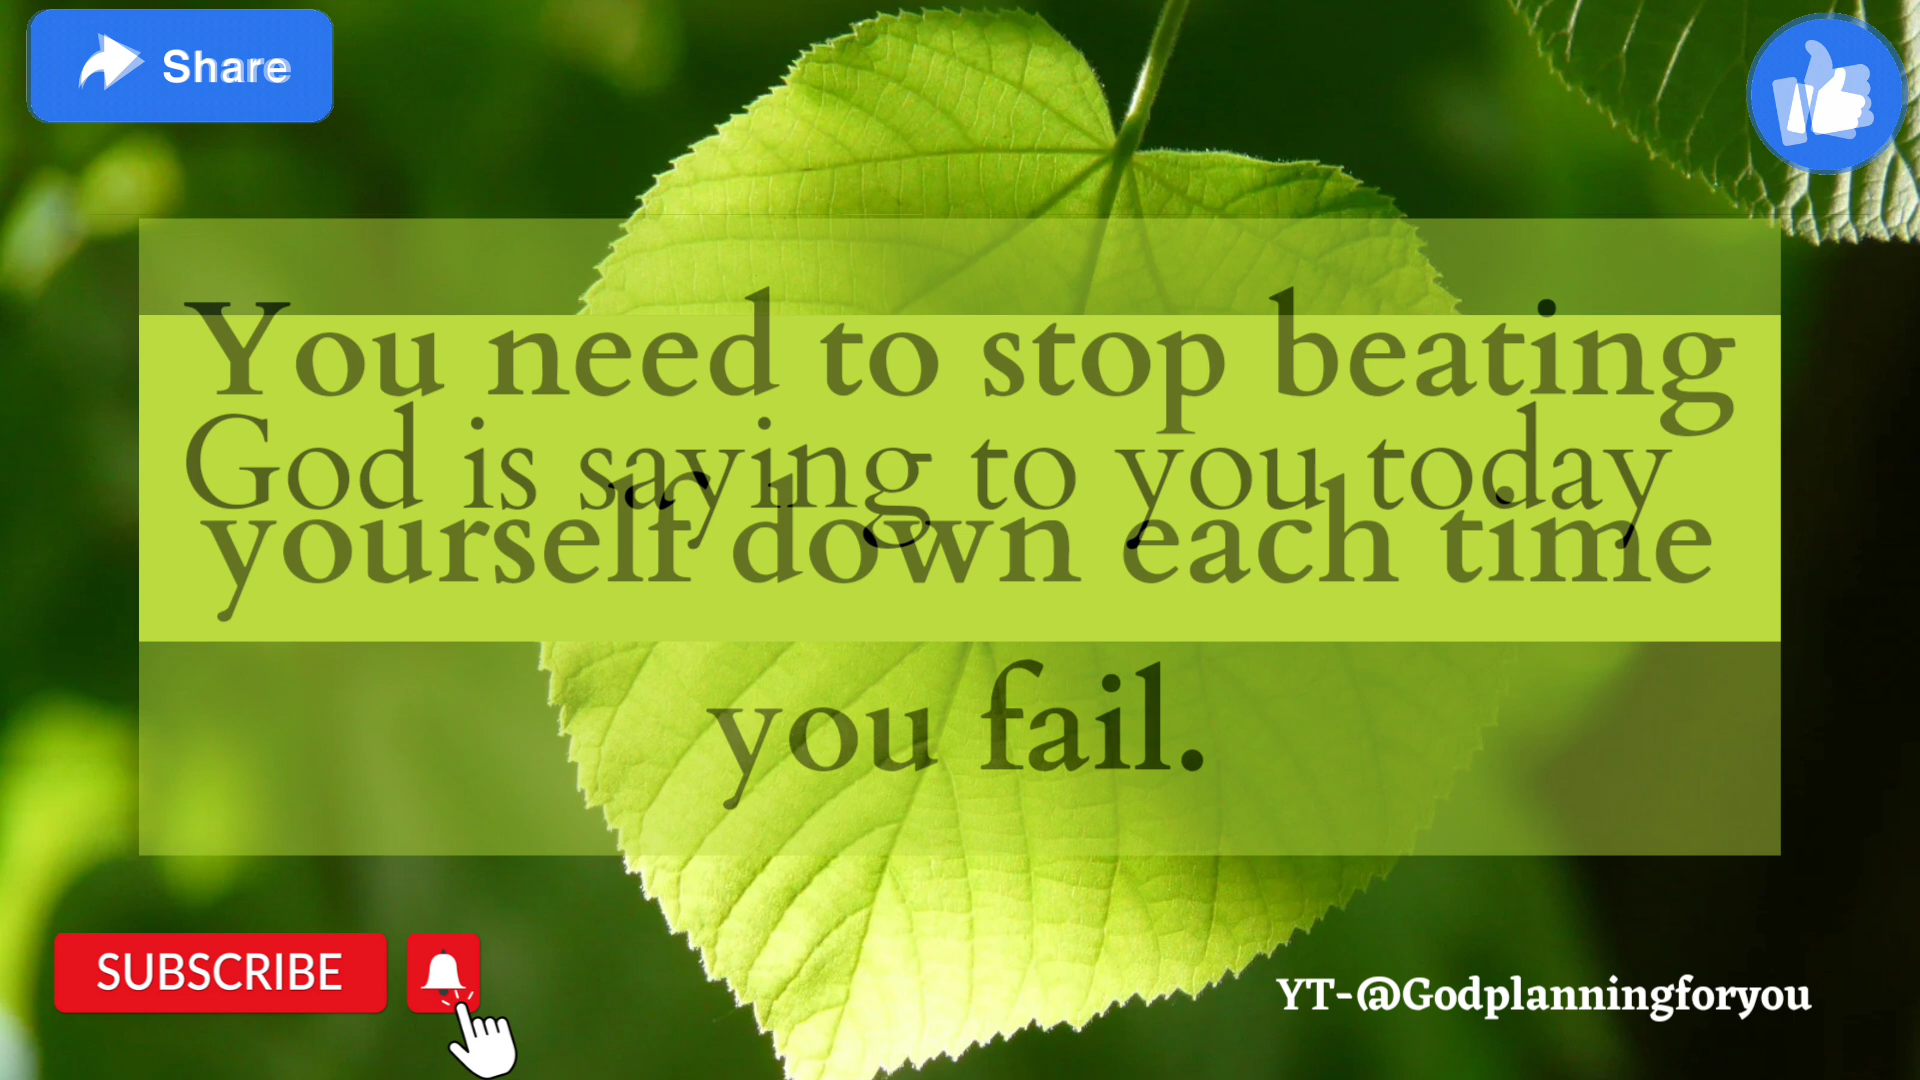 Share
You need to stop beating
God is saying to you today
yourself down each time
you fail.
SUBSCRIBE
YT-@Godplanningforyou